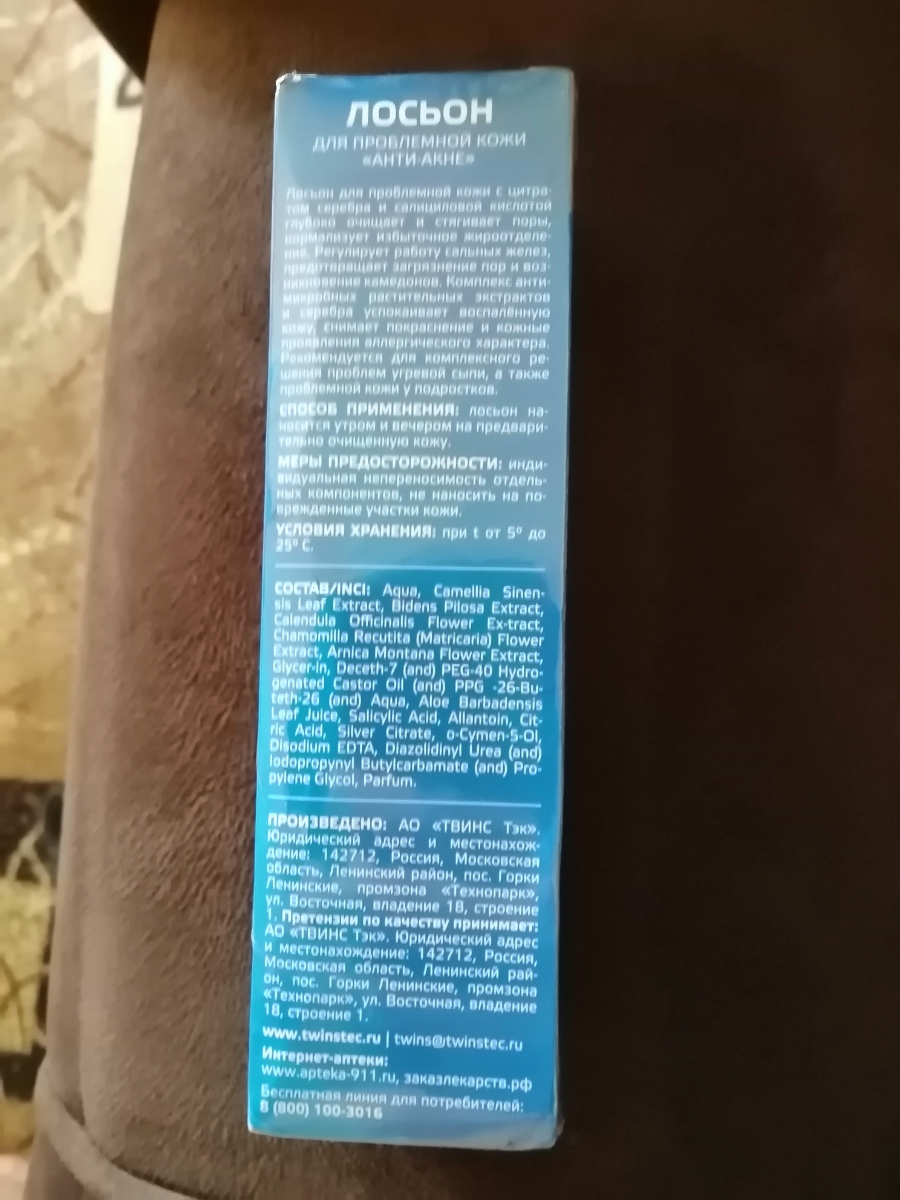 ЛОСЬОН
ДЛЯ ПРОБЛЕМНОЙ КОЖИ
«АНТИ-АКНЕ»
Лосьон для проблемной кожи с цитра-
том серебра и салициловой кислотой
глубоко очищает и стягивает поры,
нормализует избыточное жироотделе-
ние. Регулирует работу сальных желез,
предотвращает загрязнение пор и воз-
никновение камедонов. Комплекс анти-
микробных растительных экстрактов
и серебра успокаивает воспалённую
кожу, снимает покраснение и кожные
проявления аллергического характера.
Рекомендуется для комплексного ре-
шения проблем угревой сыпи, а также
проблемной кожи у подростков.
СПОСОБ ПРИМЕНЕНИЯ: лосьон на-
носится утром и вечером на предвари-
тельно очищенную кожу.
МЕРЫ ПРЕДОСТОРОЖНОСТИ: инди-
видуальная непереносимость отдель-
ных компонентов, не наносить на по-
врежденные участки кожи.
УСЛОВИЯ ХРАНЕНИЯ: при t от 5° до
25° C.
СОСТАВ/INCI: Aqua, Camellia Sinen-
sis Leaf Extract, Bidens Pilosa Extract,
Calendula Officinalis Flower Ex-tract,
Chamomilla Recutita (Matricaria) Flower
Extract, Arnica Montana Flower Extract,
Glycer-in, Deceth-7 (and) PEG-40 Hydro-
genated Castor Oil (and) PPG -26-Bu-
teth-26 (and) Aqua, Aloe Barbadensis
Leaf Juice, Salicylic Acid, Allantoin, Cit-
ric Acid, Silver Citrate, o-Cymen-5-Ol,
Disodium EDTA, Diazolidinyl Urea (and)
Iodopropynyl Butylcarbamate (and) Pro-
pylene Glycol, Parfum.
ПРОИЗВЕДЕНО: АО «ТВИНС Тэк».
Юридический адрес и местонахож-
дение: 142712, Россия, Московская
область, Ленинский район, пос. Горки
Ленинские, промзона «Технопарк»,
ул. Восточная, владение 18, строение
1. Претензии по качеству принимает:
АО «ТВИНС Тэк». Юридический адрес
и местонахождение: 142712, Россия,
Московская область, Ленинский рай-
он, пос. Горки Ленинские, промзона
«Технопарк», ул. Восточная, владение
18, строение 1.
www.twinstec.ru | twins@twinstec.ru
Интернет-аптеки:
www.apteka-911.ru, заказлекарств.рф
Бесплатная линия для потребителей:
8 (800) 100-3016